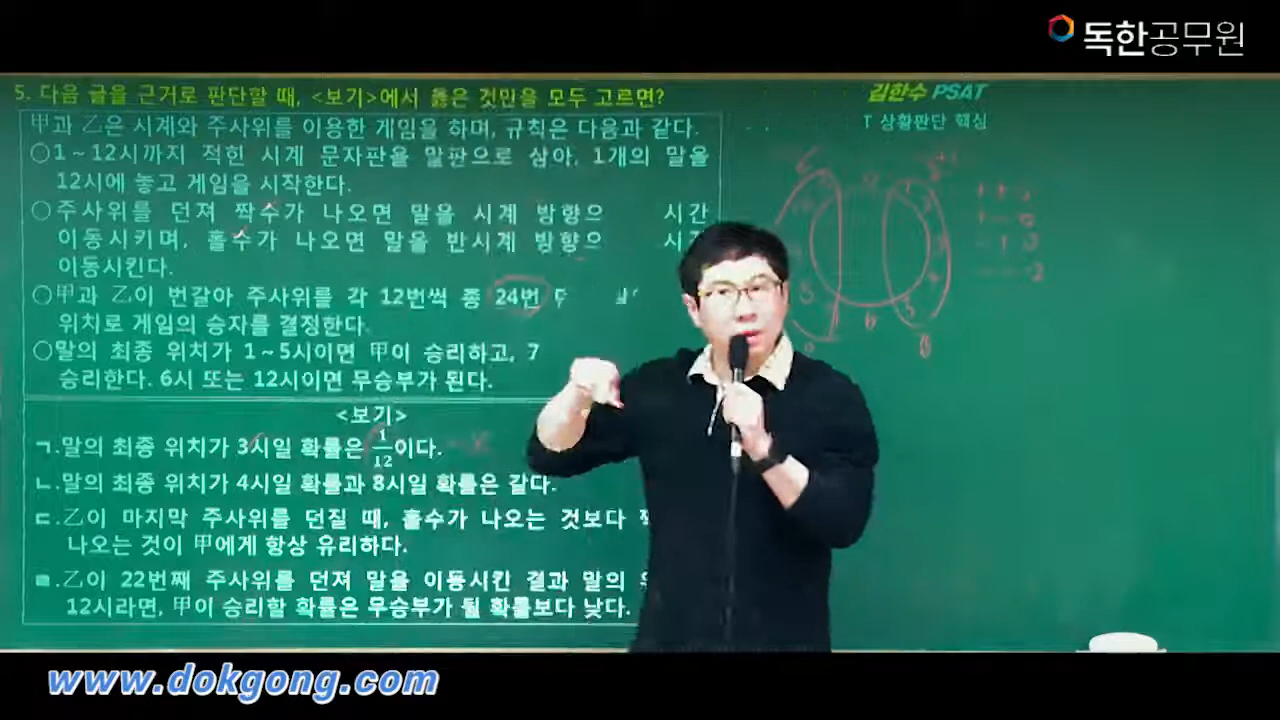 독한공무원
5. 다음 글을 근거로 판단할 때, <보기>에서 옳은 것만을 모두 고르면?
김한수 PSAT
T 상황판단 핵심
甲과 乙은 시계와 주사위를 이용한 게임을 하며, 규칙은 다음과 같다.
○1~12시까지 적힌 시계 문자판을 말판으로 삼아, 1개의 말을
12시에 놓고 게임을 시작한다.
○주사위를 던져 짝수가 나오면 말을 시계 방향으 시간
이동시키며, 홀수가 나오면 말을 반시계 방향으 시간
이동시킨다.
○甲과 乙이 번갈아 주사위를 각 12번씩 총 24번
위치로 게임의 승자를 결정한다.
○말의 최종 위치가 1~5시이면 甲이 승리하고, 7
승리한다. 6시 또는 12시이면 무승부가 된다.
<보기>
ㄱ.말의 최종 위치가 3시일 확률은 1/12이다.
ㄴ.말의 최종 위치가 4시일 확률과 8시일 확률은 같다.
ㄷ.乙이 마지막 주사위를 던질 때, 홀수가 나오는 것보다
나오는 것이 甲에게 항상 유리하다.
ㄹ.乙이 22번째 주사위를 던져 말을 이동시킨 결과 말의
12시라면, 甲이 승리할 확률은 무승부가 될 확률보다 낮다.
www.dokgong.com